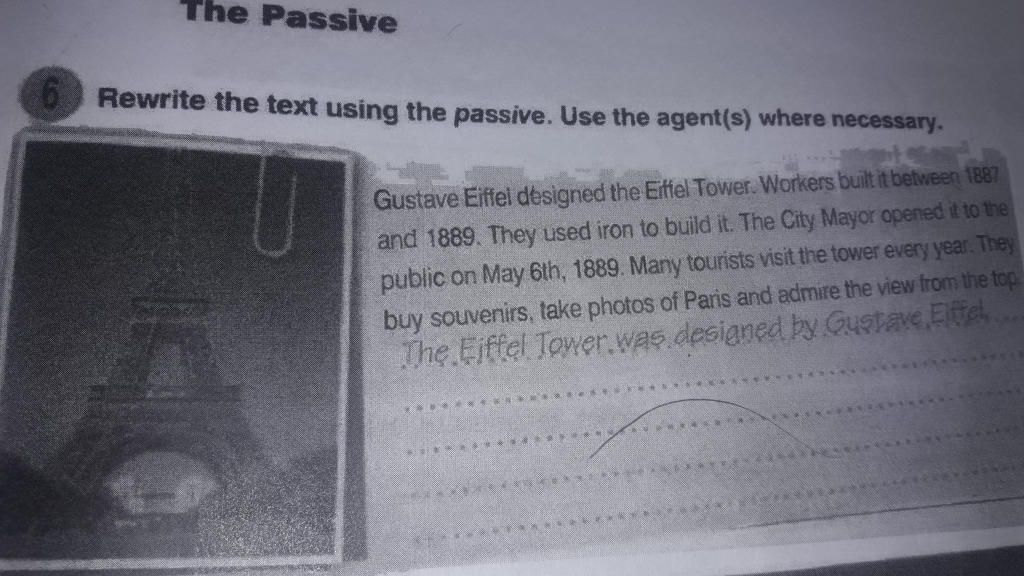 The Passive
6 Rewrite the text using the passive. Use the agent(s) where necessary.
Gustave Eiffel designed the Eiffel Tower. Workers built it between 1887
and 1889. They used iron to build it. The City Mayor opened it to the
public on May 6th, 1889. Many tourists visit the tower every year. They
buy souvenirs, take photos of Paris and admire the view from the top.
The Eiffel Tower was designed by Gustave Eiffel